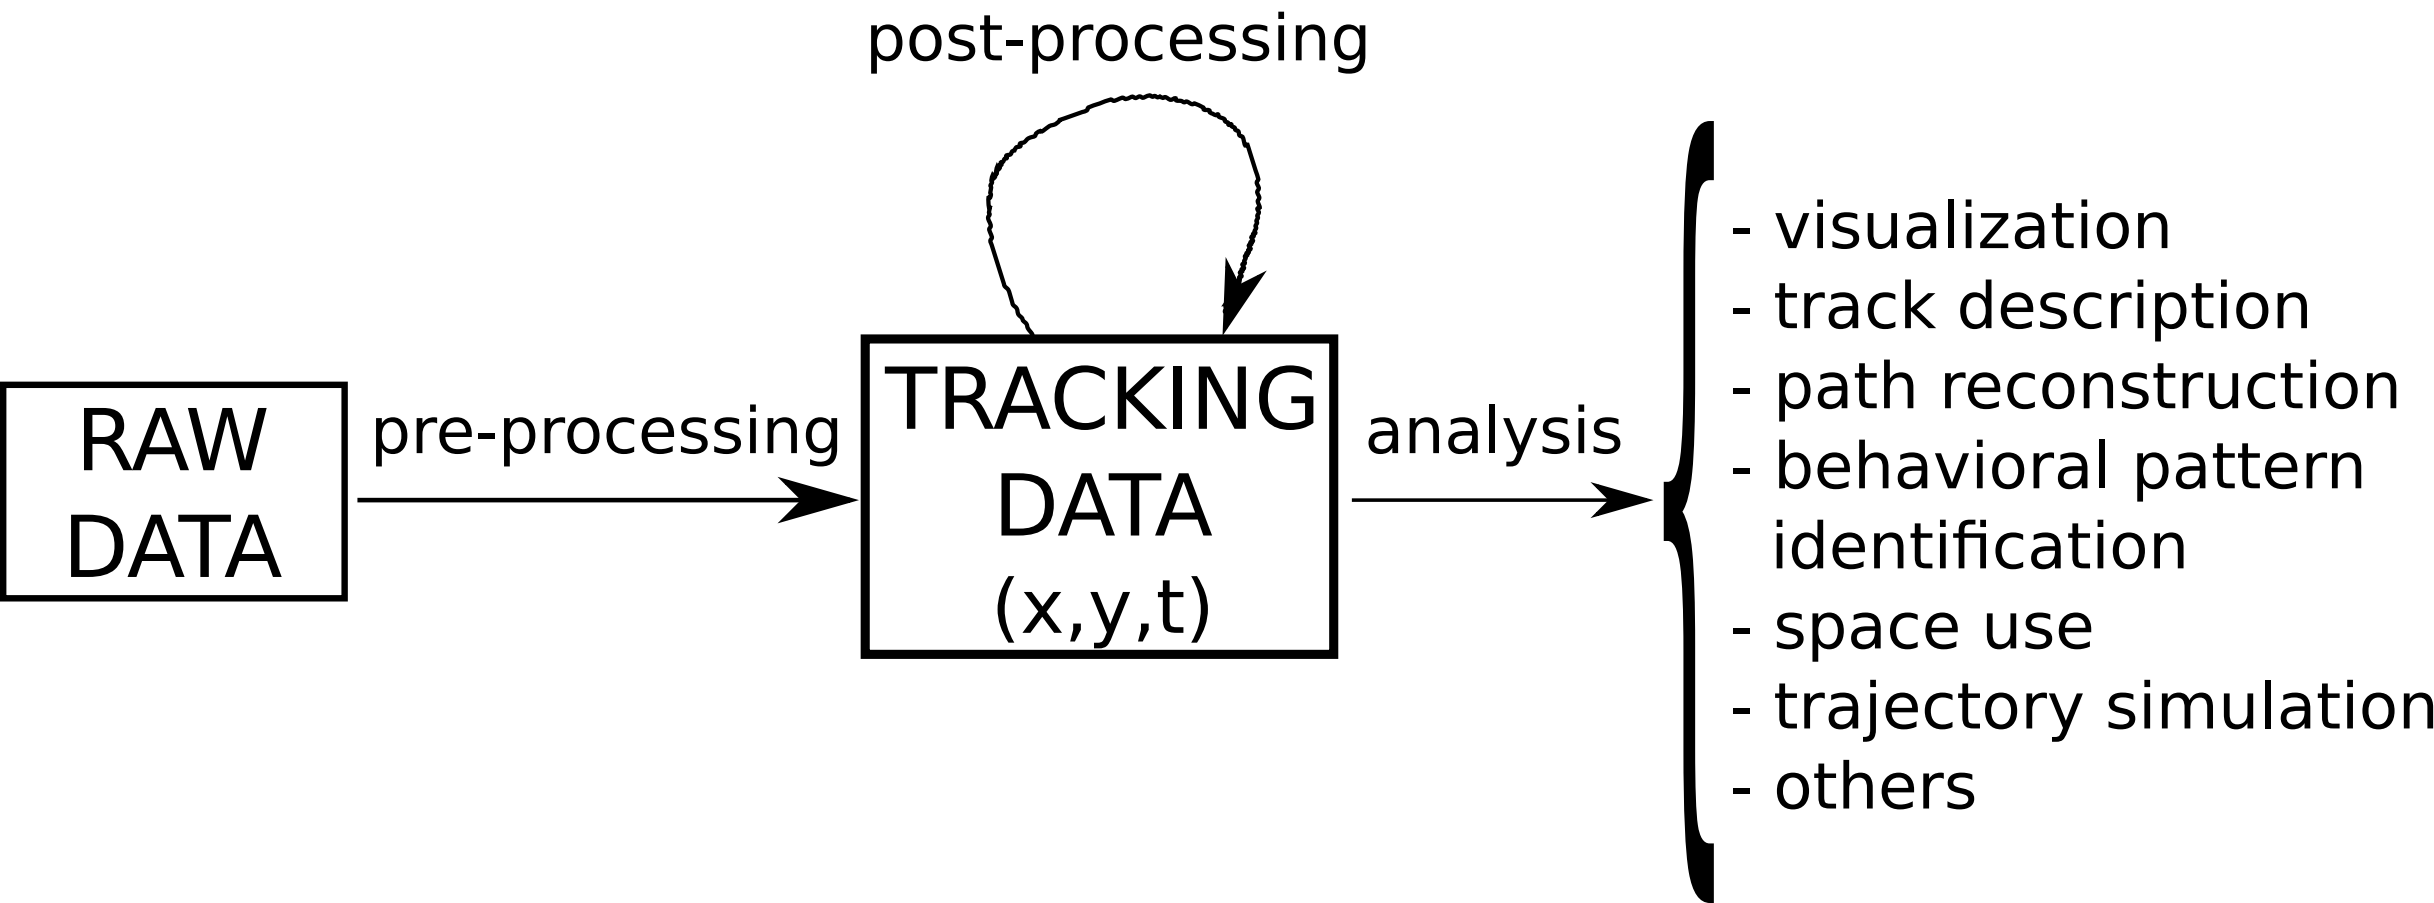 post-processing
RAW
DATA
pre-processing
TRACKING
DATA
(x,y,t)
analysis
- visualization
- track description
- path reconstruction
- behavioral pattern
identification
- space use
- trajectory simulation
- others